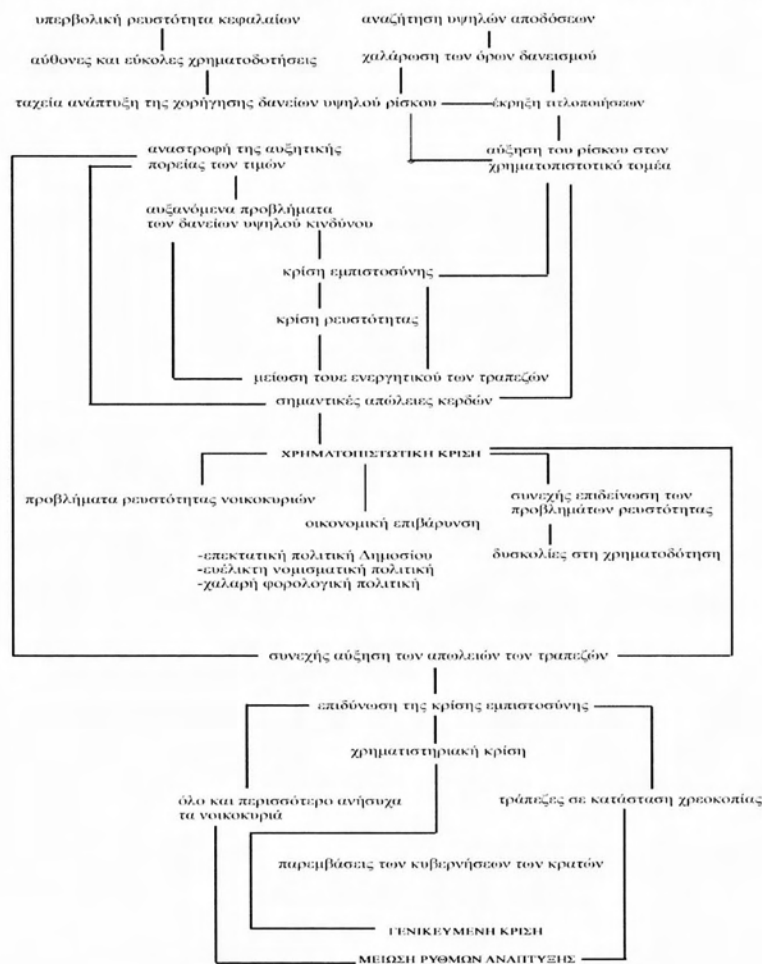 υπερβολική ρευστότητα κεφαλαίων
αναζήτηση υψηλών αποδόσεων
αύθονες και εύκολες χρηματοδοτήσεις
χαλάρωση των όρων δανεισμού
ταχεία ανάπτυξη της χορήγησης δανείων υψηλού ρίσκου
έκρηξη τιτλοποιήσεων
αναστροφή της αυξητικής
πορείας των τιμών
αύξηση του ρίσκου στον
χρηματοπιστοτικό τομέα
αυξανόμενα προβλήματα
των δανείων υψηλού κινδύνου
κρίση εμπιστοσύνης
κρίση ρευστότητας
μείωση τουε ενεργητικού των τραπεζών
σημαντικές απώλειες κερδών
ΧΡΗΜΑΤΟΠΙΣΤΩΤΙΚΗ ΚΡΙΣΗ
προβλήματα ρευστότητας νοικοκυριών
οικονομική επιβάρυνση
συνεχής επιδείνωση των
προβλημάτων ρευστότητας
-επεκτατική πολιτική Δημοσίου
-ευέλικτη νομισματική πολιτική
-χαλαρή φορολογική πολιτική
δυσκολίες στη χρηματοδότηση
συνεχής αύξηση των απωλειών των τραπεζών
επιδύνωση της κρίσης εμπιστοσύνης
χρηματιστηριακή κρίση
όλο και περισσότερο ανήσυχα
τα νοικοκυριά
τράπεζες σε κατάσταση χρεοκοπίας
παρεμβάσεις των κυβερνήσεων των κρατών
ΓΕΝΙΚΕΥΜΕΝΗ ΚΡΙΣΗ
ΜΕΙΩΣΗ ΡΥΘΜΩΝ ΑΝΑΠΤΥΞΗΣ